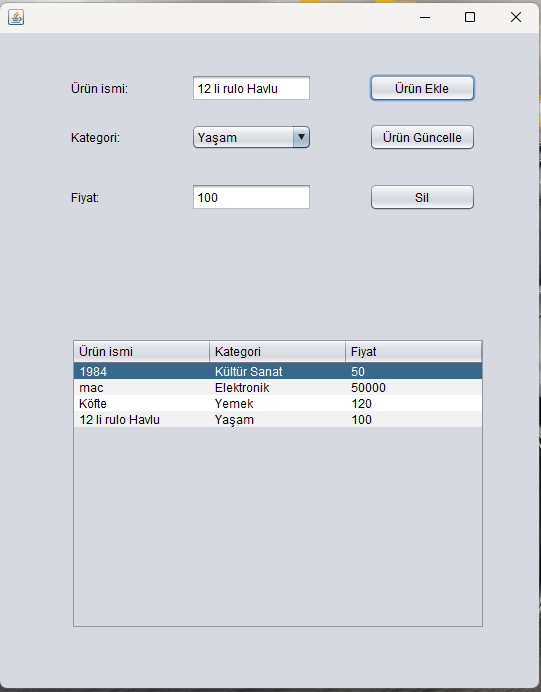 Ürün ismi: 12 li rulo Havlu Ürün Ekle
Kategori: Yaşam Ürün Güncelle
Fiyat: 100 Sil
Ürün ismi Kategori Fiyat
1984 Kültür Sanat 50
mac Elektronik 50000
Köfte Yemek 120
12 li rulo Havlu Yaşam 100